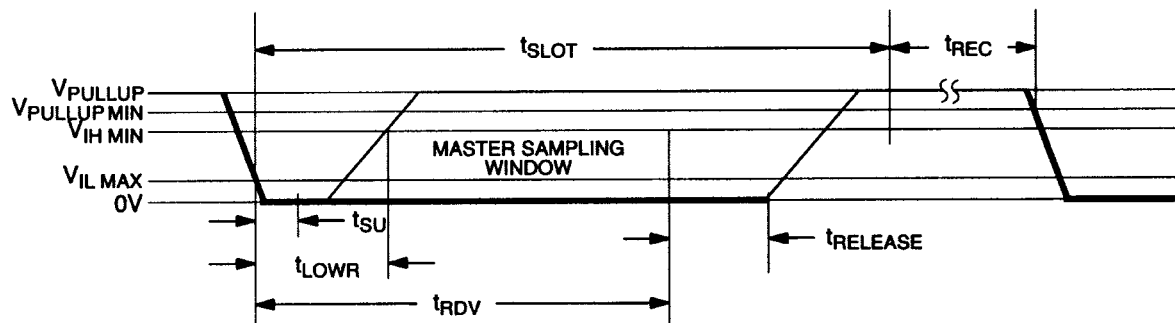 tSLOT
tREC
VPULLUP
VPULLUP MIN
VIH MIN
MASTER SAMPLING
WINDOW
VIL MAX
0V
tSU
tRELEASE
tLOWR
tRDV